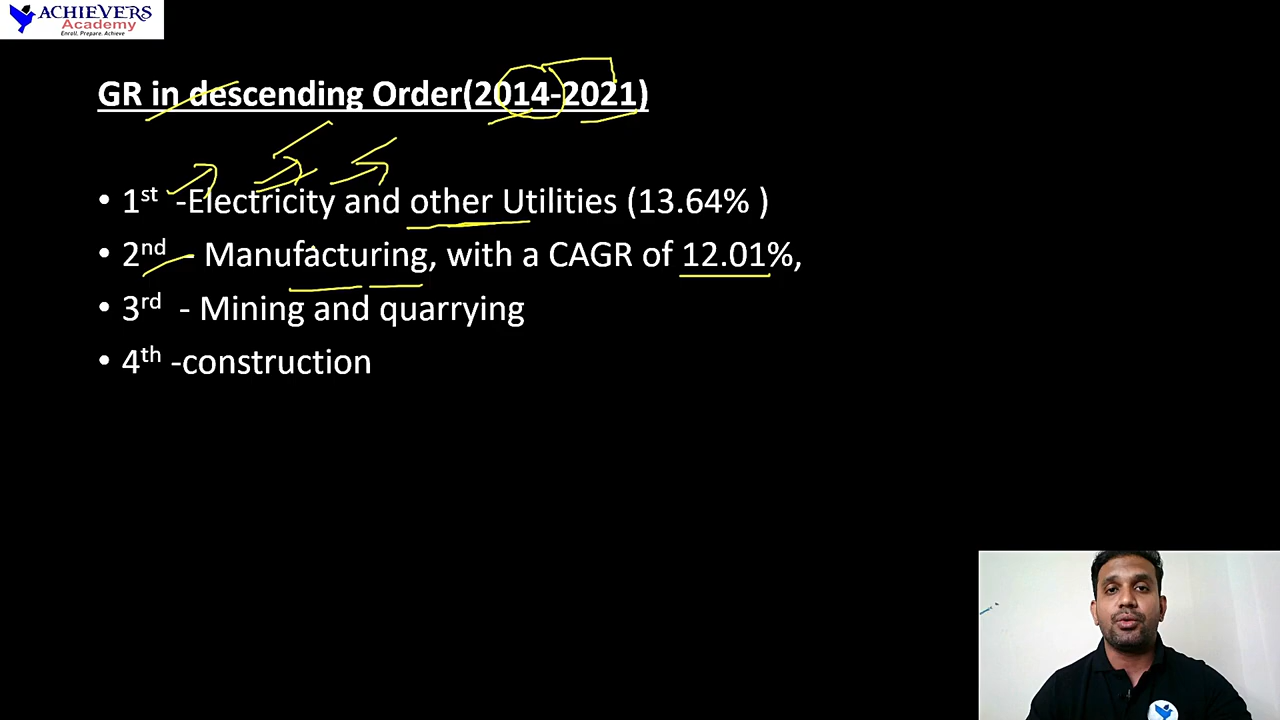 ACHIEVERS
Academy
Enroll. Prepare. Achieve
GR in descending Order(2014-2021)
• 1st -Electricity and other Utilities (13.64% )
• 2nd - Manufacturing, with a CAGR of 12.01%,
• 3rd - Mining and quarrying
• 4th -construction